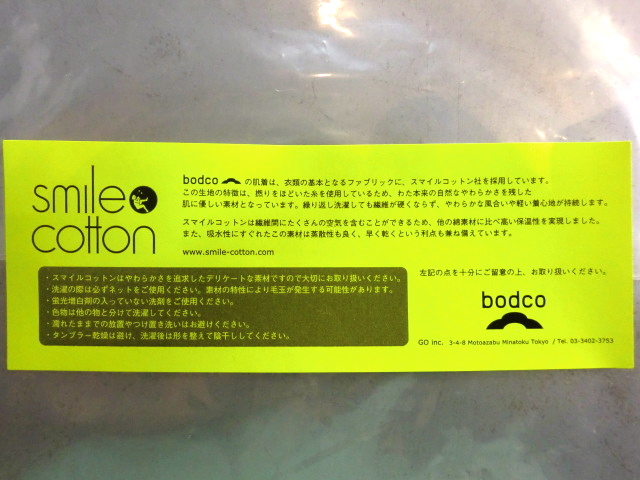 smile
cotton
bodco の肌着は、衣類の基本となるファブリックに、スマイルコットン社を採用しています。
この生地の特徴は、撚りをほどいた糸を使用しているため、わた本来の自然なやわらかさを残した
肌に優しい素材となっています。繰り返し洗濯しても繊維が硬くならず、やわらかな風合いや軽い着心地が持続します。
スマイルコットンは繊維間にたくさんの空気を含むことができるため、他の綿素材に比べ高い保温性を実現しました。
また、吸水性にすぐれたこの素材は蒸散性も良く、早く乾くという利点も兼ね備えています。
www.smile-cotton.com
・スマイルコットンはやわらかさを追求したデリケートな素材ですので大切にお取り扱いください。
・洗濯の際は必ずネットをご使用ください。素材の特性により毛玉が発生する可能性があります。
・蛍光増白剤の入っていない洗剤をご使用ください。
・色物は他の物と分けて洗濯してください。
・濡れたままでの放置やつけ置き洗いはお避けください。
・タンブラー乾燥は避け、洗濯後は形を整えて陰干ししてください。
左記の点を十分にご留意の上、お取り扱いください。
bodco
GO inc. 3-4-8 Motoazabu Minatoku Tokyo / Tel. 03-3402-3753